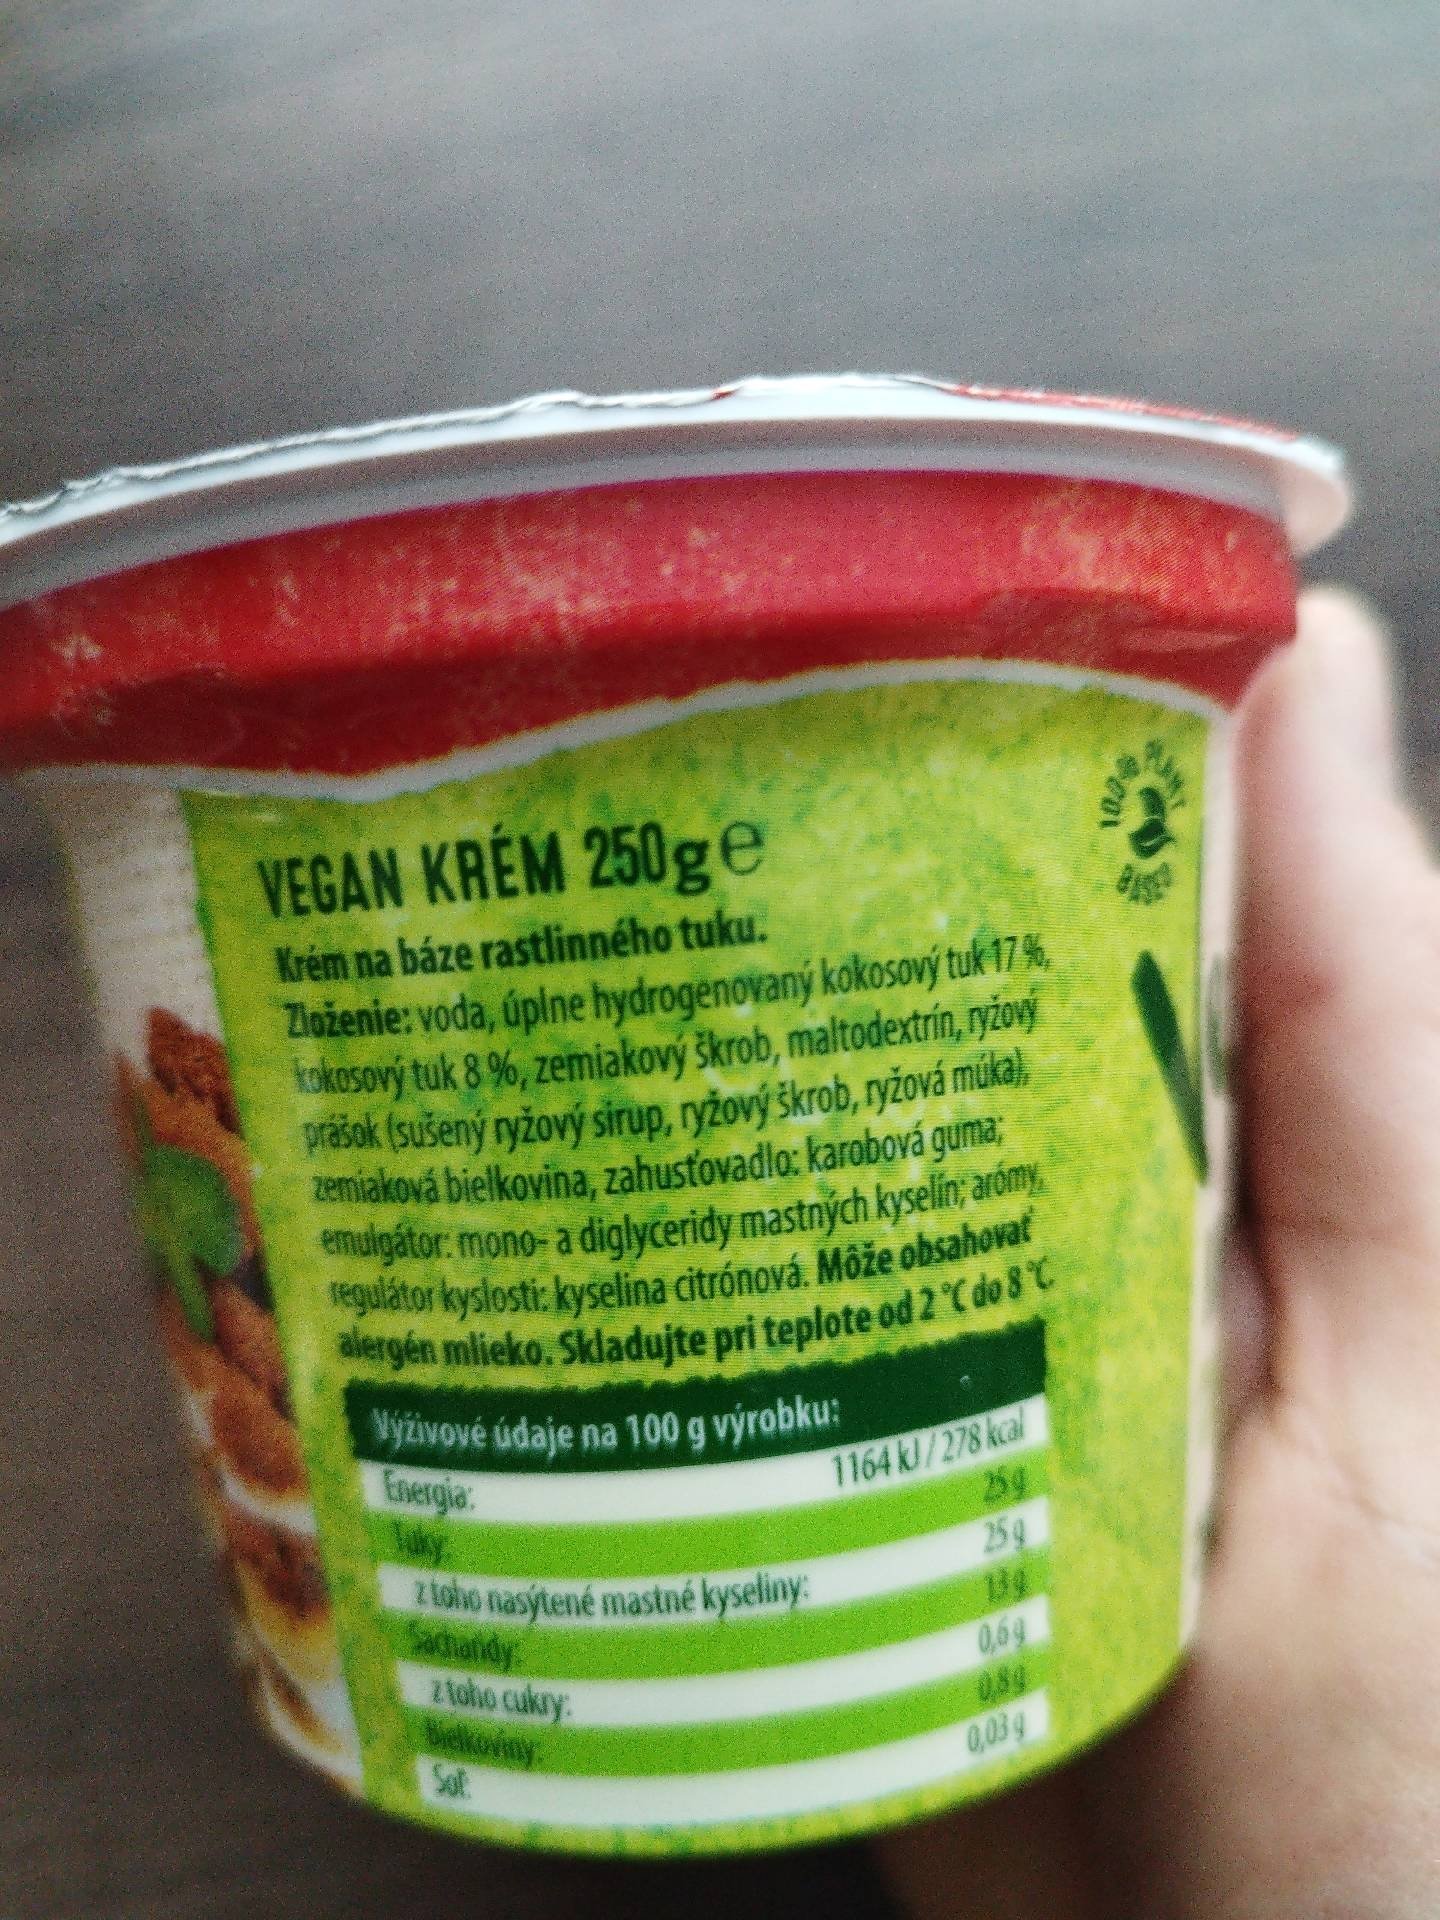 100% PLANT BASED
VEGAN KRÉM 250g e
Krém na báze rastlinného tuku.
Zloženie: voda, úplne hydrogenovaný kokosový tuk 17 %,
kokosový tuk 8 %, zemiakový škrob, maltodextrín, ryžový
prášok (sušený ryžový sirup, ryžový škrob, ryžová múka),
zemiaková bielkovina, zahusťovadlo: karobová guma;
emulgátor: mono- a diglyceridy mastných kyselín; arómy,
regulátor kyslosti: kyselina citrónová. Môže obsahovať
alergén mlieko. Skladujte pri teplote od 2 °C do 8 °C.
Výživové údaje na 100 g výrobku:
Energia: 1164 kJ / 278 kcal
Tuky: 25 g
z toho nasýtené mastné kyseliny: 25 g
Sacharidy: 13 g
z toho cukry: 0,6 g
Bielkoviny: 0,8 g
Soľ: 0,03 g